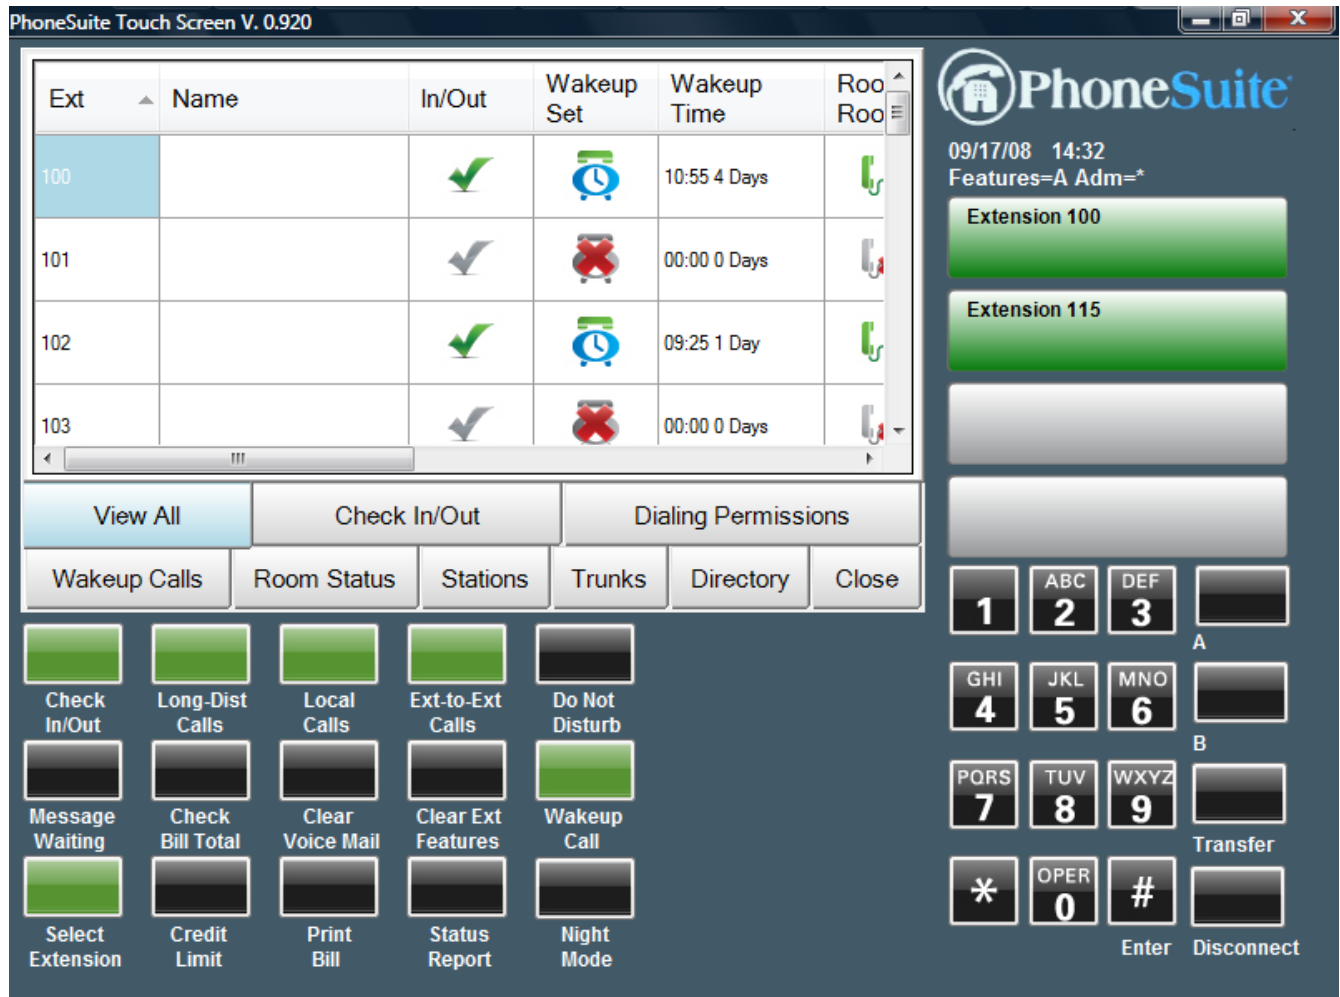 PhoneSuite Touch Screen V. 0.920
Ext Name In/Out Wakeup Set Wakeup Time Roo Roo
100 10:55 4 Days
101 00:00 0 Days
102 09:25 1 Day
103 00:00 0 Days
View All Check In/Out Dialing Permissions
Wakeup Calls Room Status Stations Trunks Directory Close
Check In/Out Long-Dist Calls Local Calls Ext-to-Ext Calls Do Not Disturb
Message Waiting Check Bill Total Clear Voice Mail Clear Ext Features Wakeup Call
Select Extension Credit Limit Print Bill Status Report Night Mode
PhoneSuite
09/17/08 14:32
Features=A Adm=*
Extension 100
Extension 115
1 ABC 2 DEF 3 A
GHI 4 JKL 5 MNO 6 B
PQRS 7 TUV 8 WXYZ 9 Transfer
* OPER 0 # Enter Disconnect